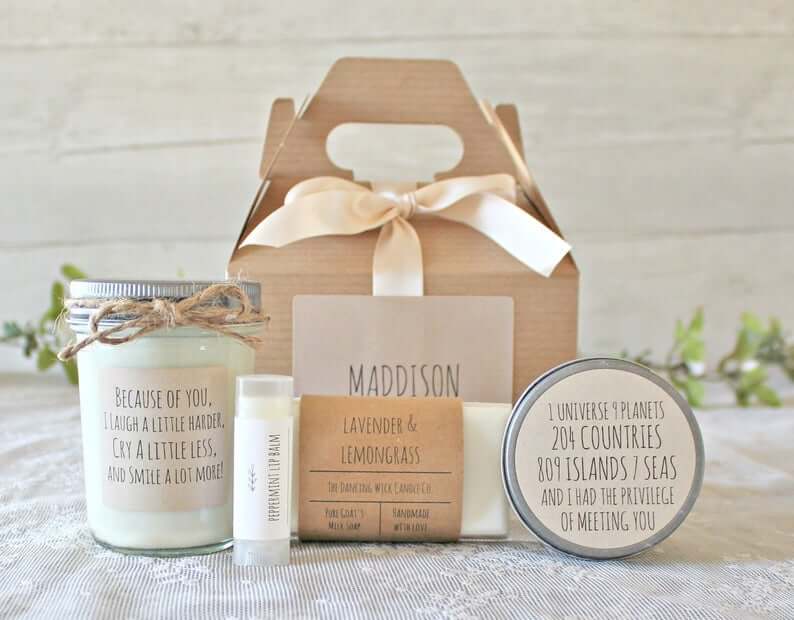 MADDISON
BECAUSE OF YOU,
I LAUGH A LITTLE HARDER,
CRY A LITTLE LESS,
AND SMILE A LOT MORE!
PEPPERMINT LIP BALM
LAVENDER &
LEMONGRASS
THE DANCING WICK CANDLE CO.
PURE GOAT'S
MILK SOAP
HANDMADE
WITH LOVE
1 UNIVERSE 9 PLANETS
204 COUNTRIES
809 ISLANDS 7 SEAS
AND I HAD THE PRIVILEGE
OF MEETING YOU